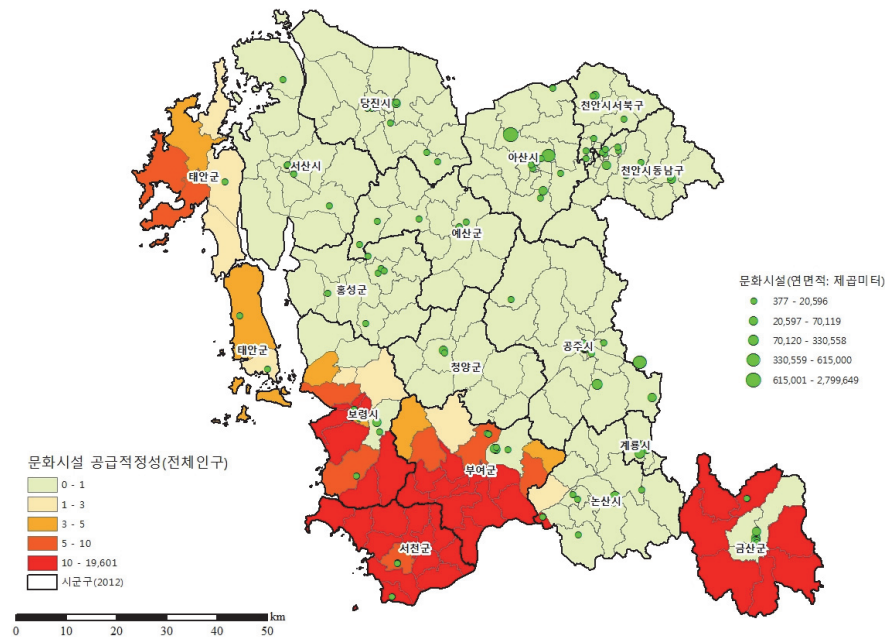 당진시
천안시서북구
아산시
서산시
태안군
천안시동남구
예산군
문화시설(연면적: 제곱미터)
홍성군
377 - 20,596
20,597 - 70,119
공주시
70,120 - 330,558
태안군
청양군
330,559 - 615,000
615,001 - 2,799,649
보령시
계룡시
문화시설 공급적정성(전체인구)
부여군
0 - 1
논산시
1 - 3
3 - 5
서천군
금산군
5 - 10
10 - 19,601
시군구(2012)
km
0 10 20 30 40 50